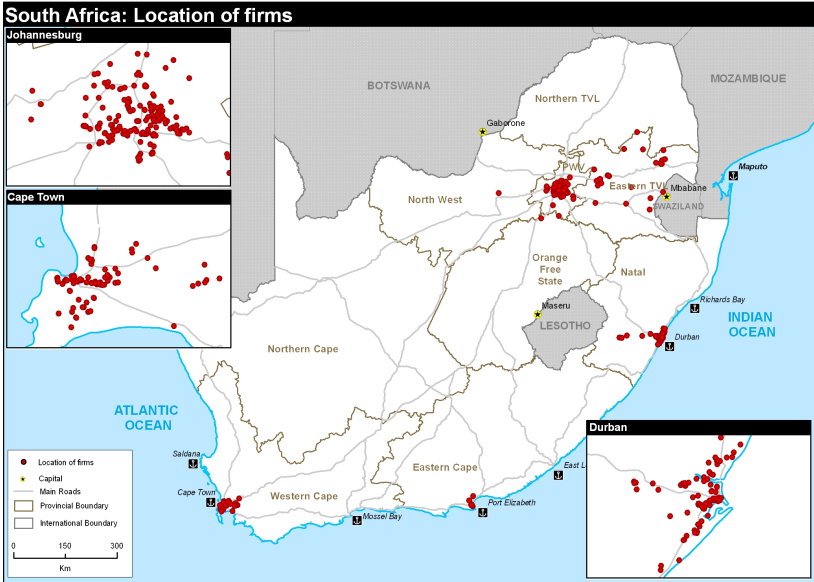 South Africa: Location of firms
Johannesburg
BOTSWANA
MOZAMBIQUE
Northern TVL
Gaborone
PWV
Maputo
Eastern TVL
Mbabane
SWAZILAND
Cape Town
North West
Orange
Free
State
Natal
Maseru
LESOTHO
Richards Bay
INDIAN
OCEAN
Durban
Northern Cape
ATLANTIC
OCEAN
Durban
Saldana
Eastern Cape
East L
Cape Town
Western Cape
Port Elizabeth
Mossel Bay
Location of firms
Capital
Main Roads
Provincial Boundary
International Boundary
0 150 300
Km